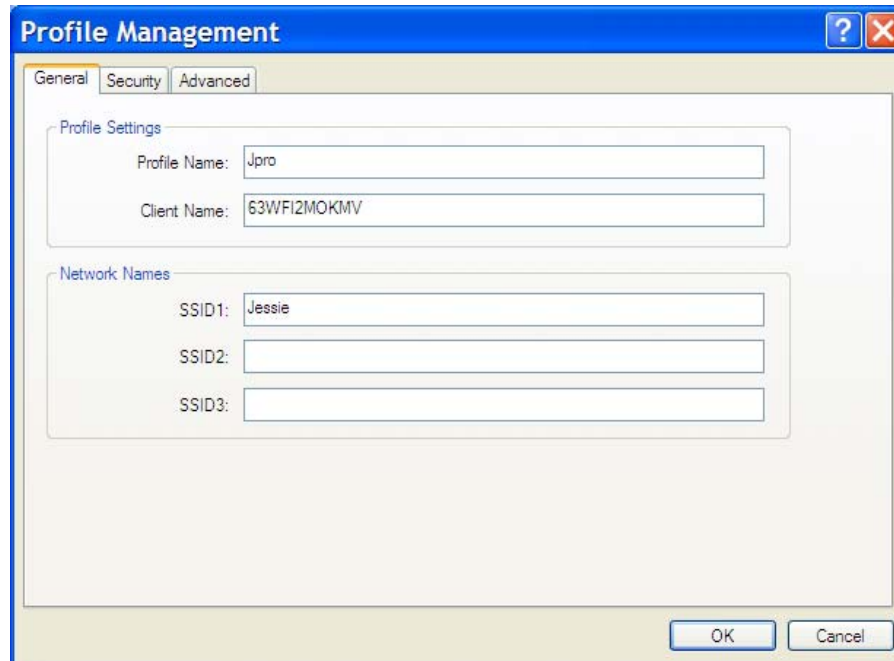 Profile Management
?
General Security Advanced
Profile Settings
Profile Name: Jpro
Client Name: 63WFI2MOKMV
Network Names
SSID1: Jessie
SSID2:
SSID3:
OK Cancel